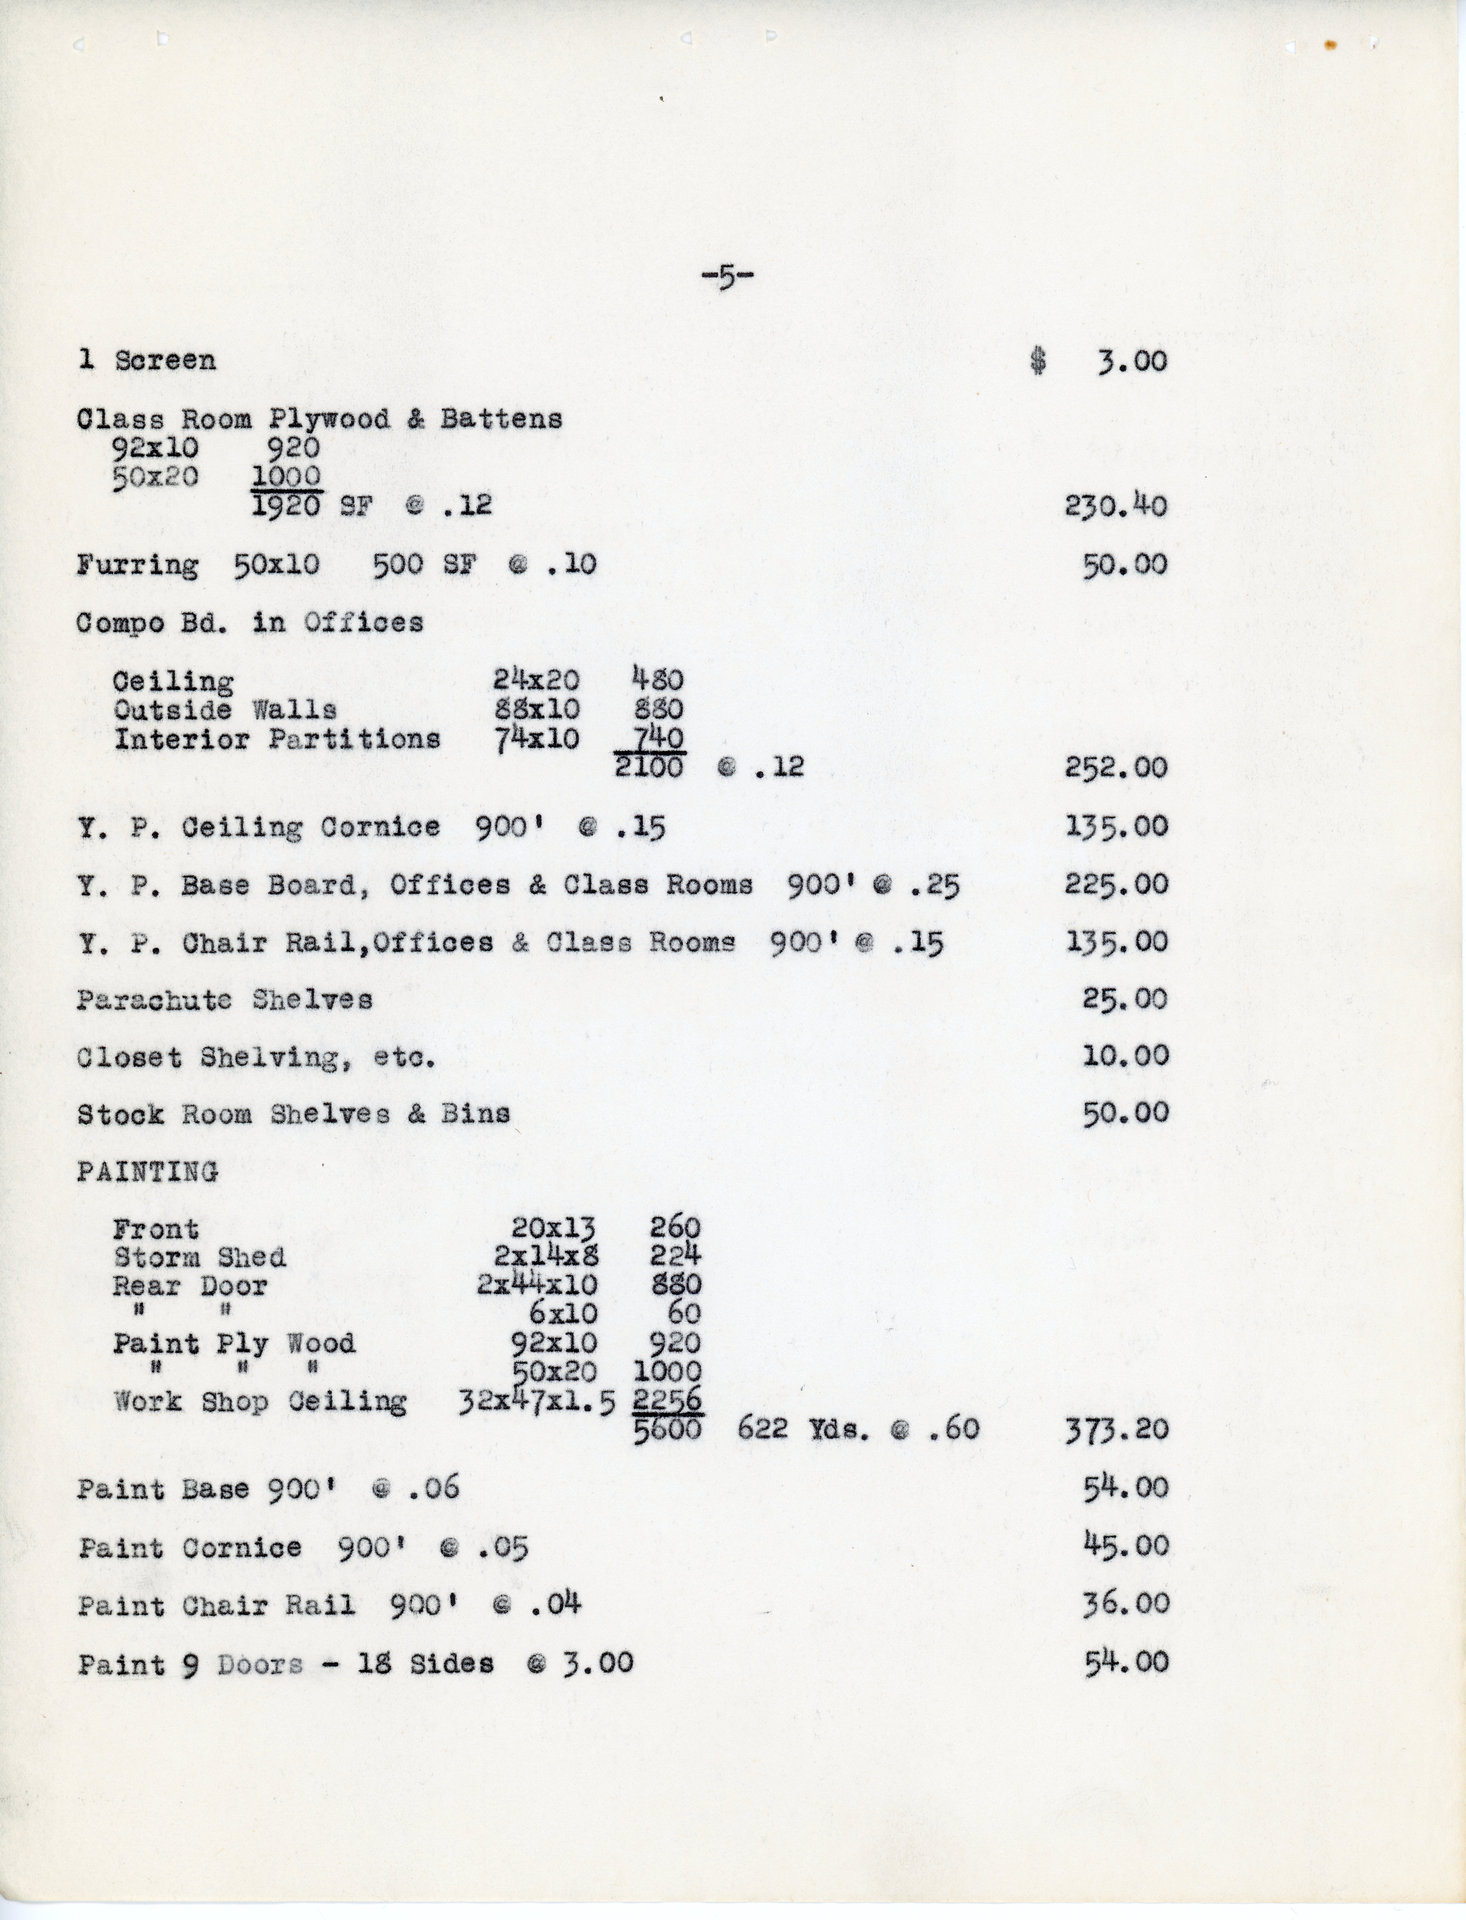 -5-
1 Screen $ 3.00
Class Room Plywood & Battens
92x10 920
50x20 1000
1920 SF @ .12 230.40
Furring 50x10 500 SF @ .10 50.00
Compo Bd. in Offices
Ceiling 24x20 480
Outside Walls 88x10 880
Interior Partitions 74x10 740
2100 @ .12 252.00
Y. P. Ceiling Cornice 900' @ .15 135.00
Y. P. Base Board, Offices & Class Rooms 900' @ .25 225.00
Y. P. Chair Rail,Offices & Class Rooms 900' @ .15 135.00
Parachute Shelves 25.00
Closet Shelving, etc. 10.00
Stock Room Shelves & Bins 50.00
PAINTING
Front 20x13 260
Storm Shed 2x14x8 224
Rear Door 2x44x10 880
" " 6x10 60
Paint Ply Wood 92x10 920
" " " 50x20 1000
Work Shop Ceiling 32x47x1.5 2256
5600 622 Yds. @ .60 373.20
Paint Base 900' @ .06 54.00
Paint Cornice 900' @ .05 45.00
Paint Chair Rail 900' @ .04 36.00
Paint 9 Doors - 18 Sides @ 3.00 54.00